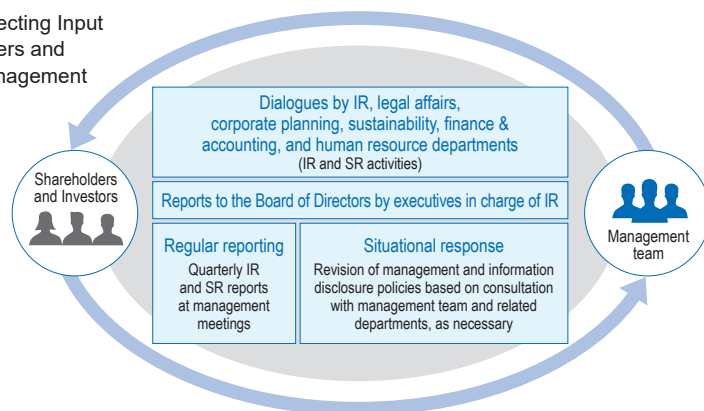 ecting Input
ers and
nagement
Dialogues by IR, legal affairs,
corporate planning, sustainability, finance &
accounting, and human resource departments
(IR and SR activities)
Shareholders
and Investors
Reports to the Board of Directors by executives in charge of IR
Management
team
Regular reporting
Quarterly IR
and SR reports
at management
meetings
Situational response
Revision of management and information
disclosure policies based on consultation
with management team and related
departments, as necessary